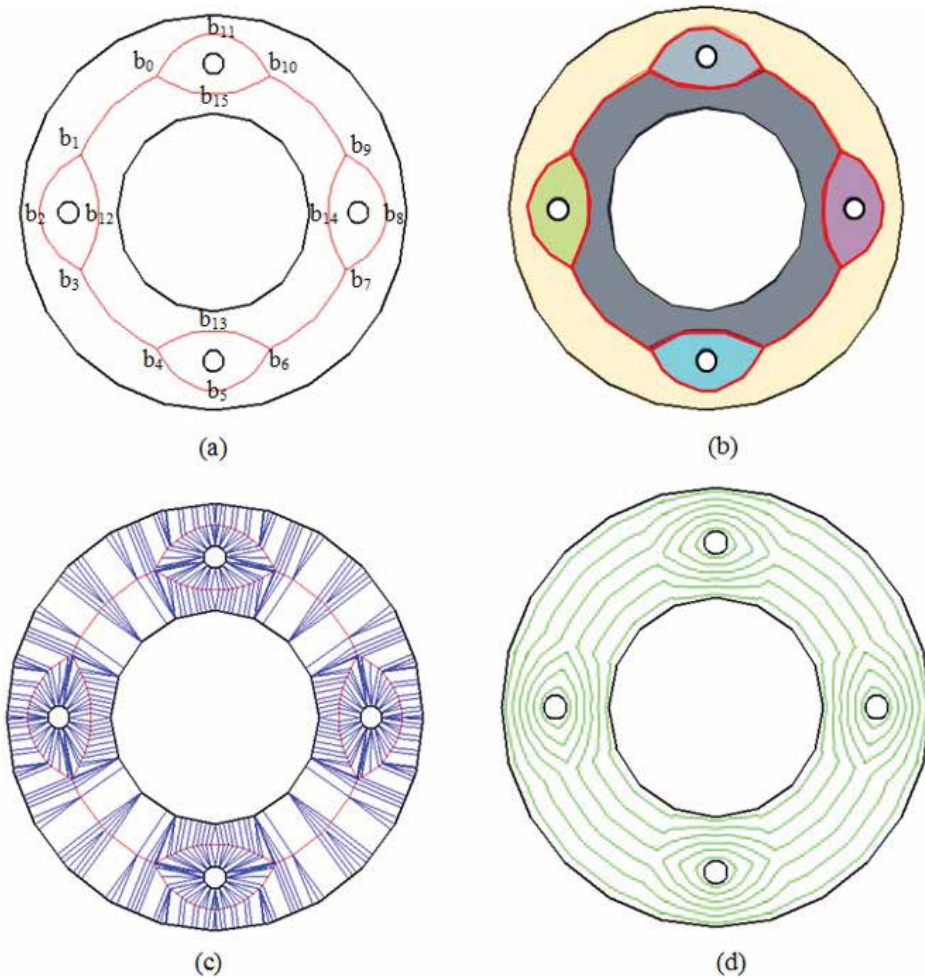 b₁₁
b₀ b₁₀
b₁₅
b₁ b₉
b₂ b₁₂ b₁₄ b₈
b₃ b₇
b₁₃
b₄ b₆
b₅
(a) (b)
(c) (d)